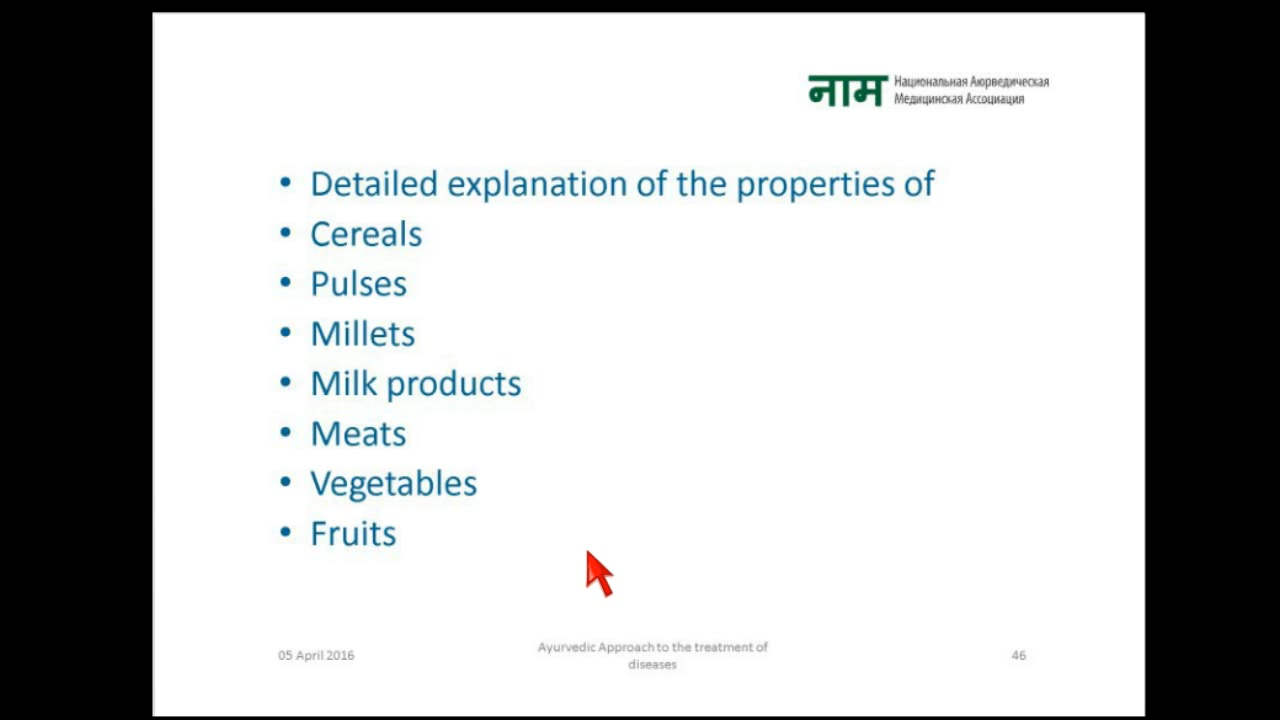 नाम Национальная Аюрведическая
Медицинская Ассоциация
• Detailed explanation of the properties of
• Cereals
• Pulses
• Millets
• Milk products
• Meats
• Vegetables
• Fruits
05 April 2016
Ayurvedic Approach to the treatment of
diseases
46